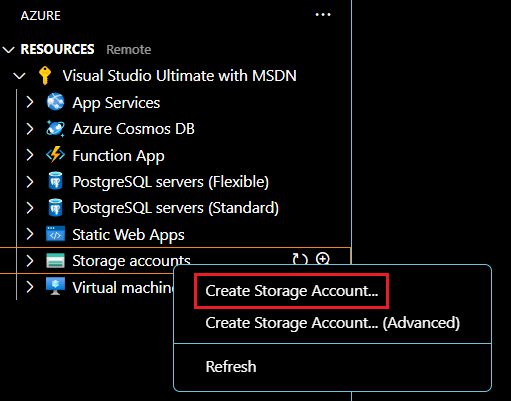 AZURE
RESOURCES Remote
Visual Studio Ultimate with MSDN
App Services
Azure Cosmos DB
Function App
PostgreSQL servers (Flexible)
PostgreSQL servers (Standard)
Static Web Apps
Storage accounts
Virtual machin
Create Storage Account...
Create Storage Account... (Advanced)
Refresh